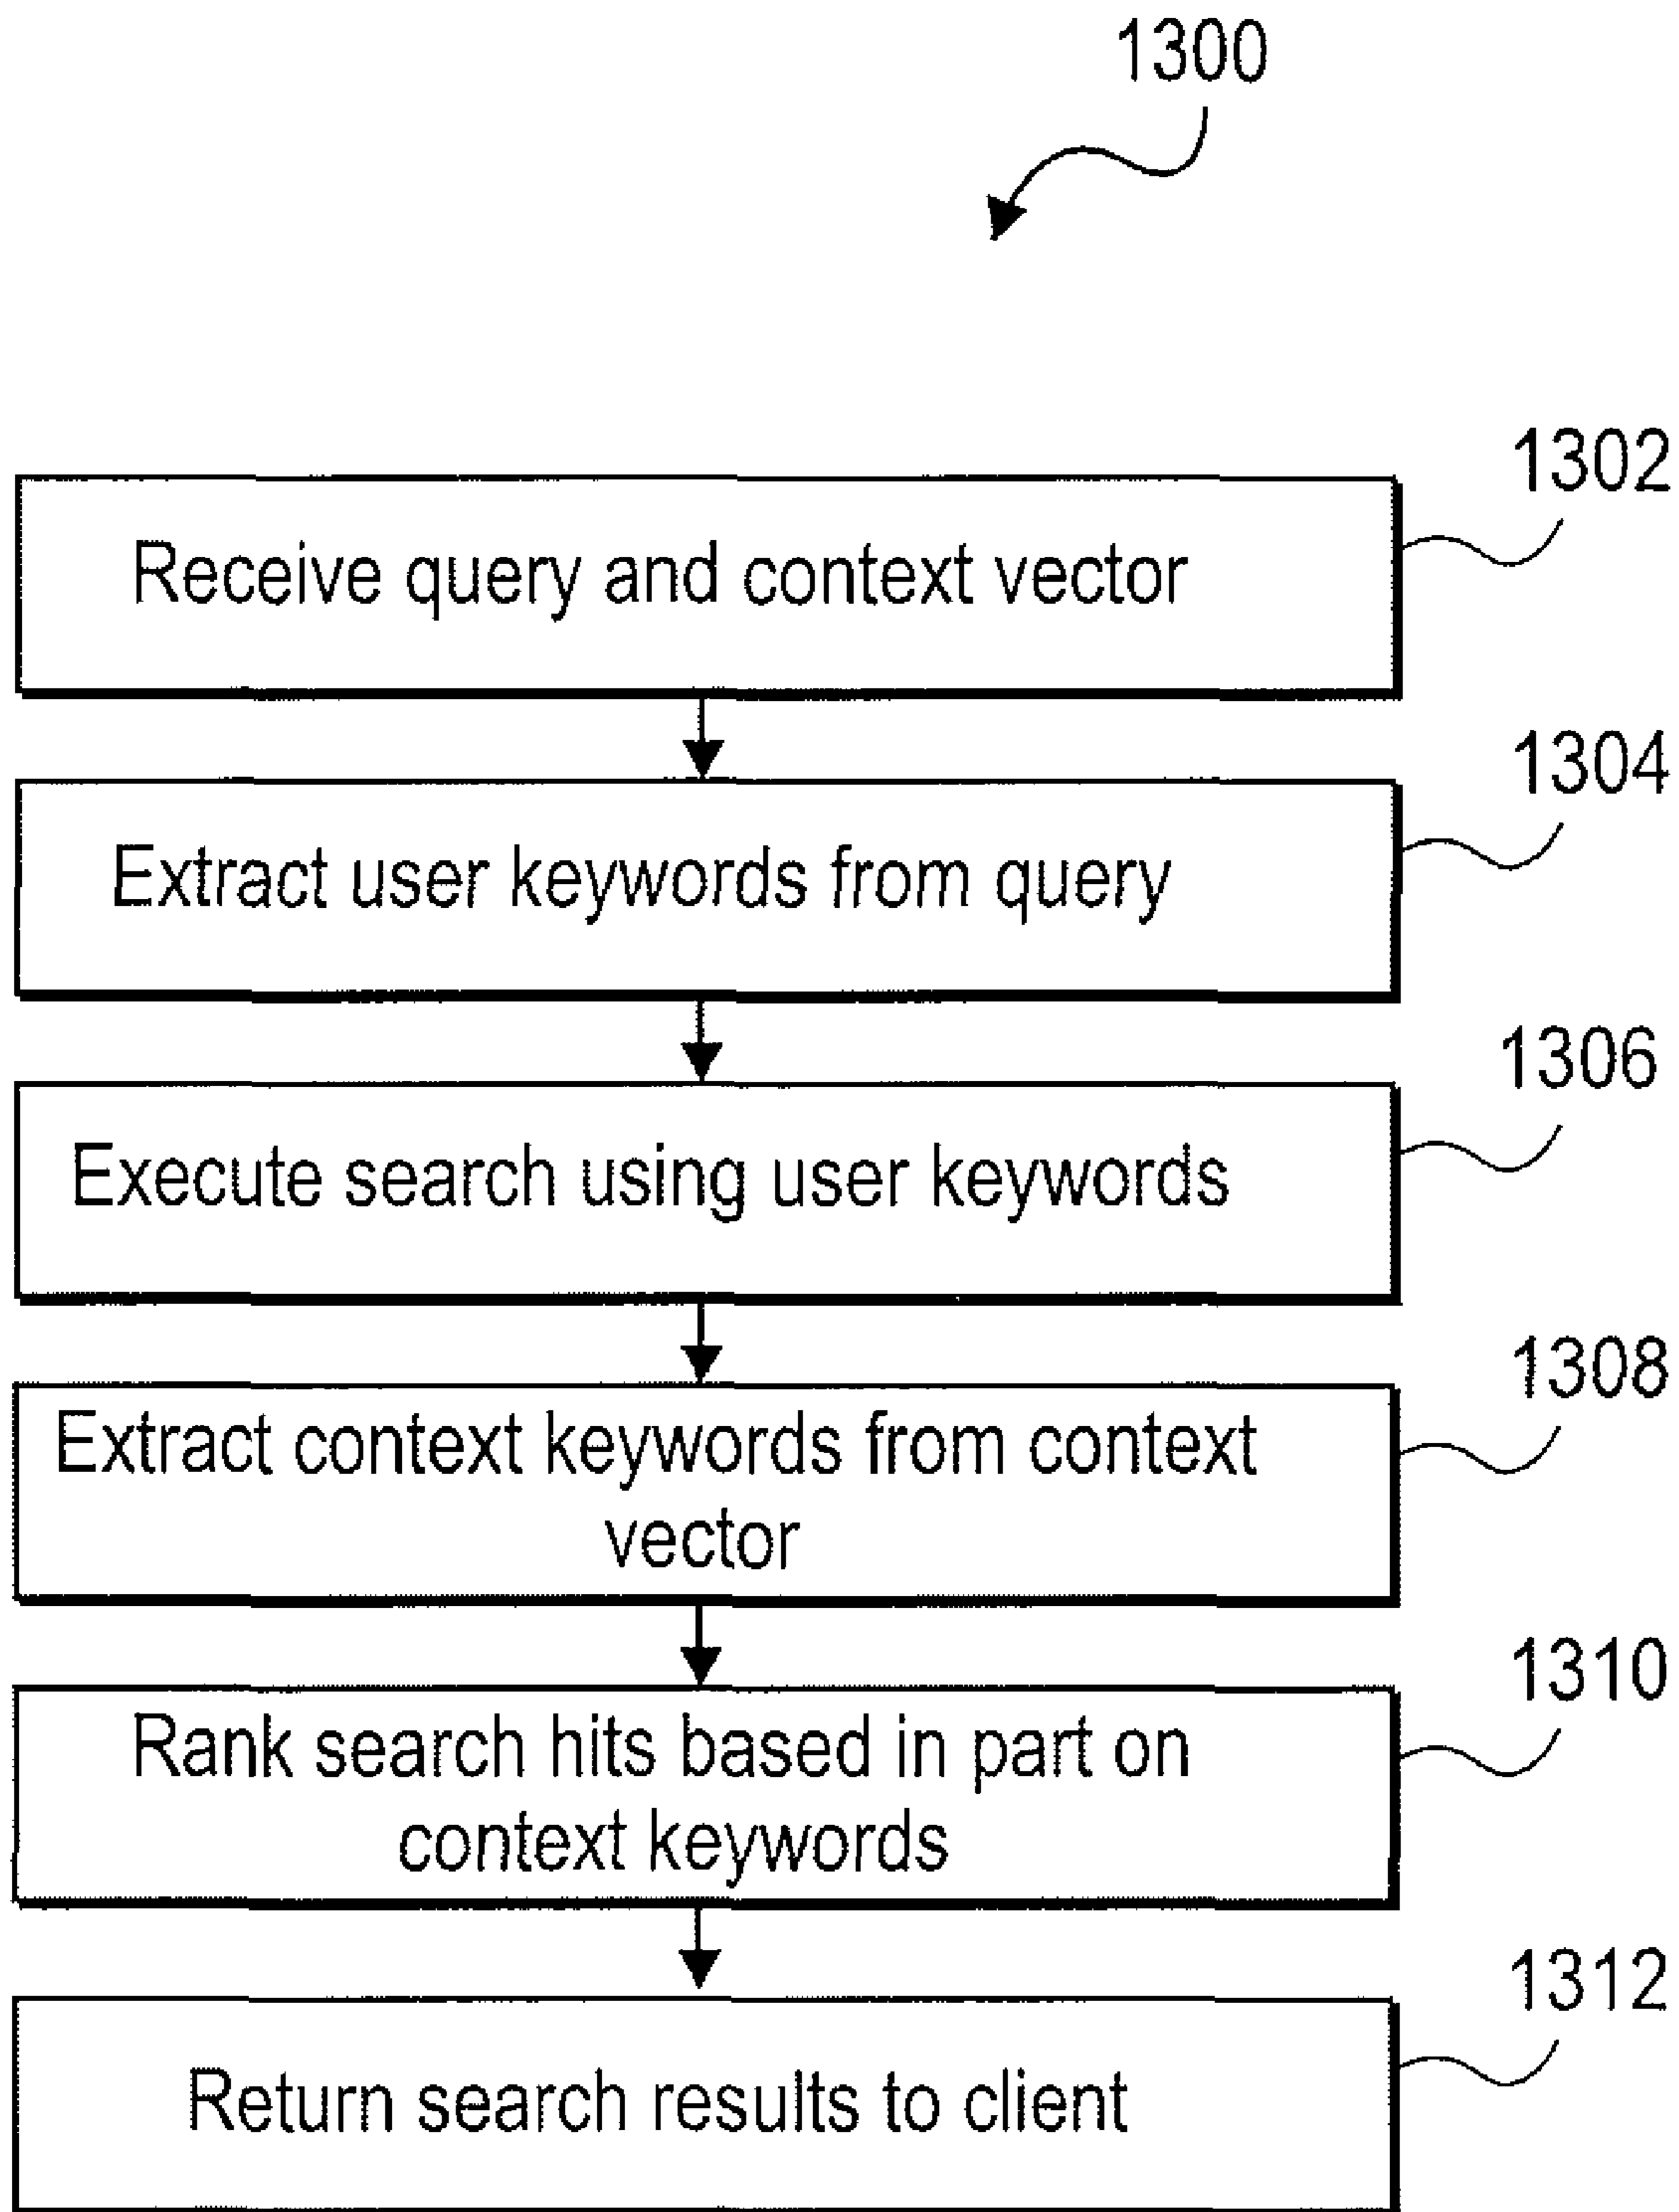 1300
1302
Receive query and context vector
1304
Extract user keywords from query
1306
Execute search using user keywords
1308
Extract context keywords from context
vector
1310
Rank search hits based in part on
context keywords
1312
Return search results to client